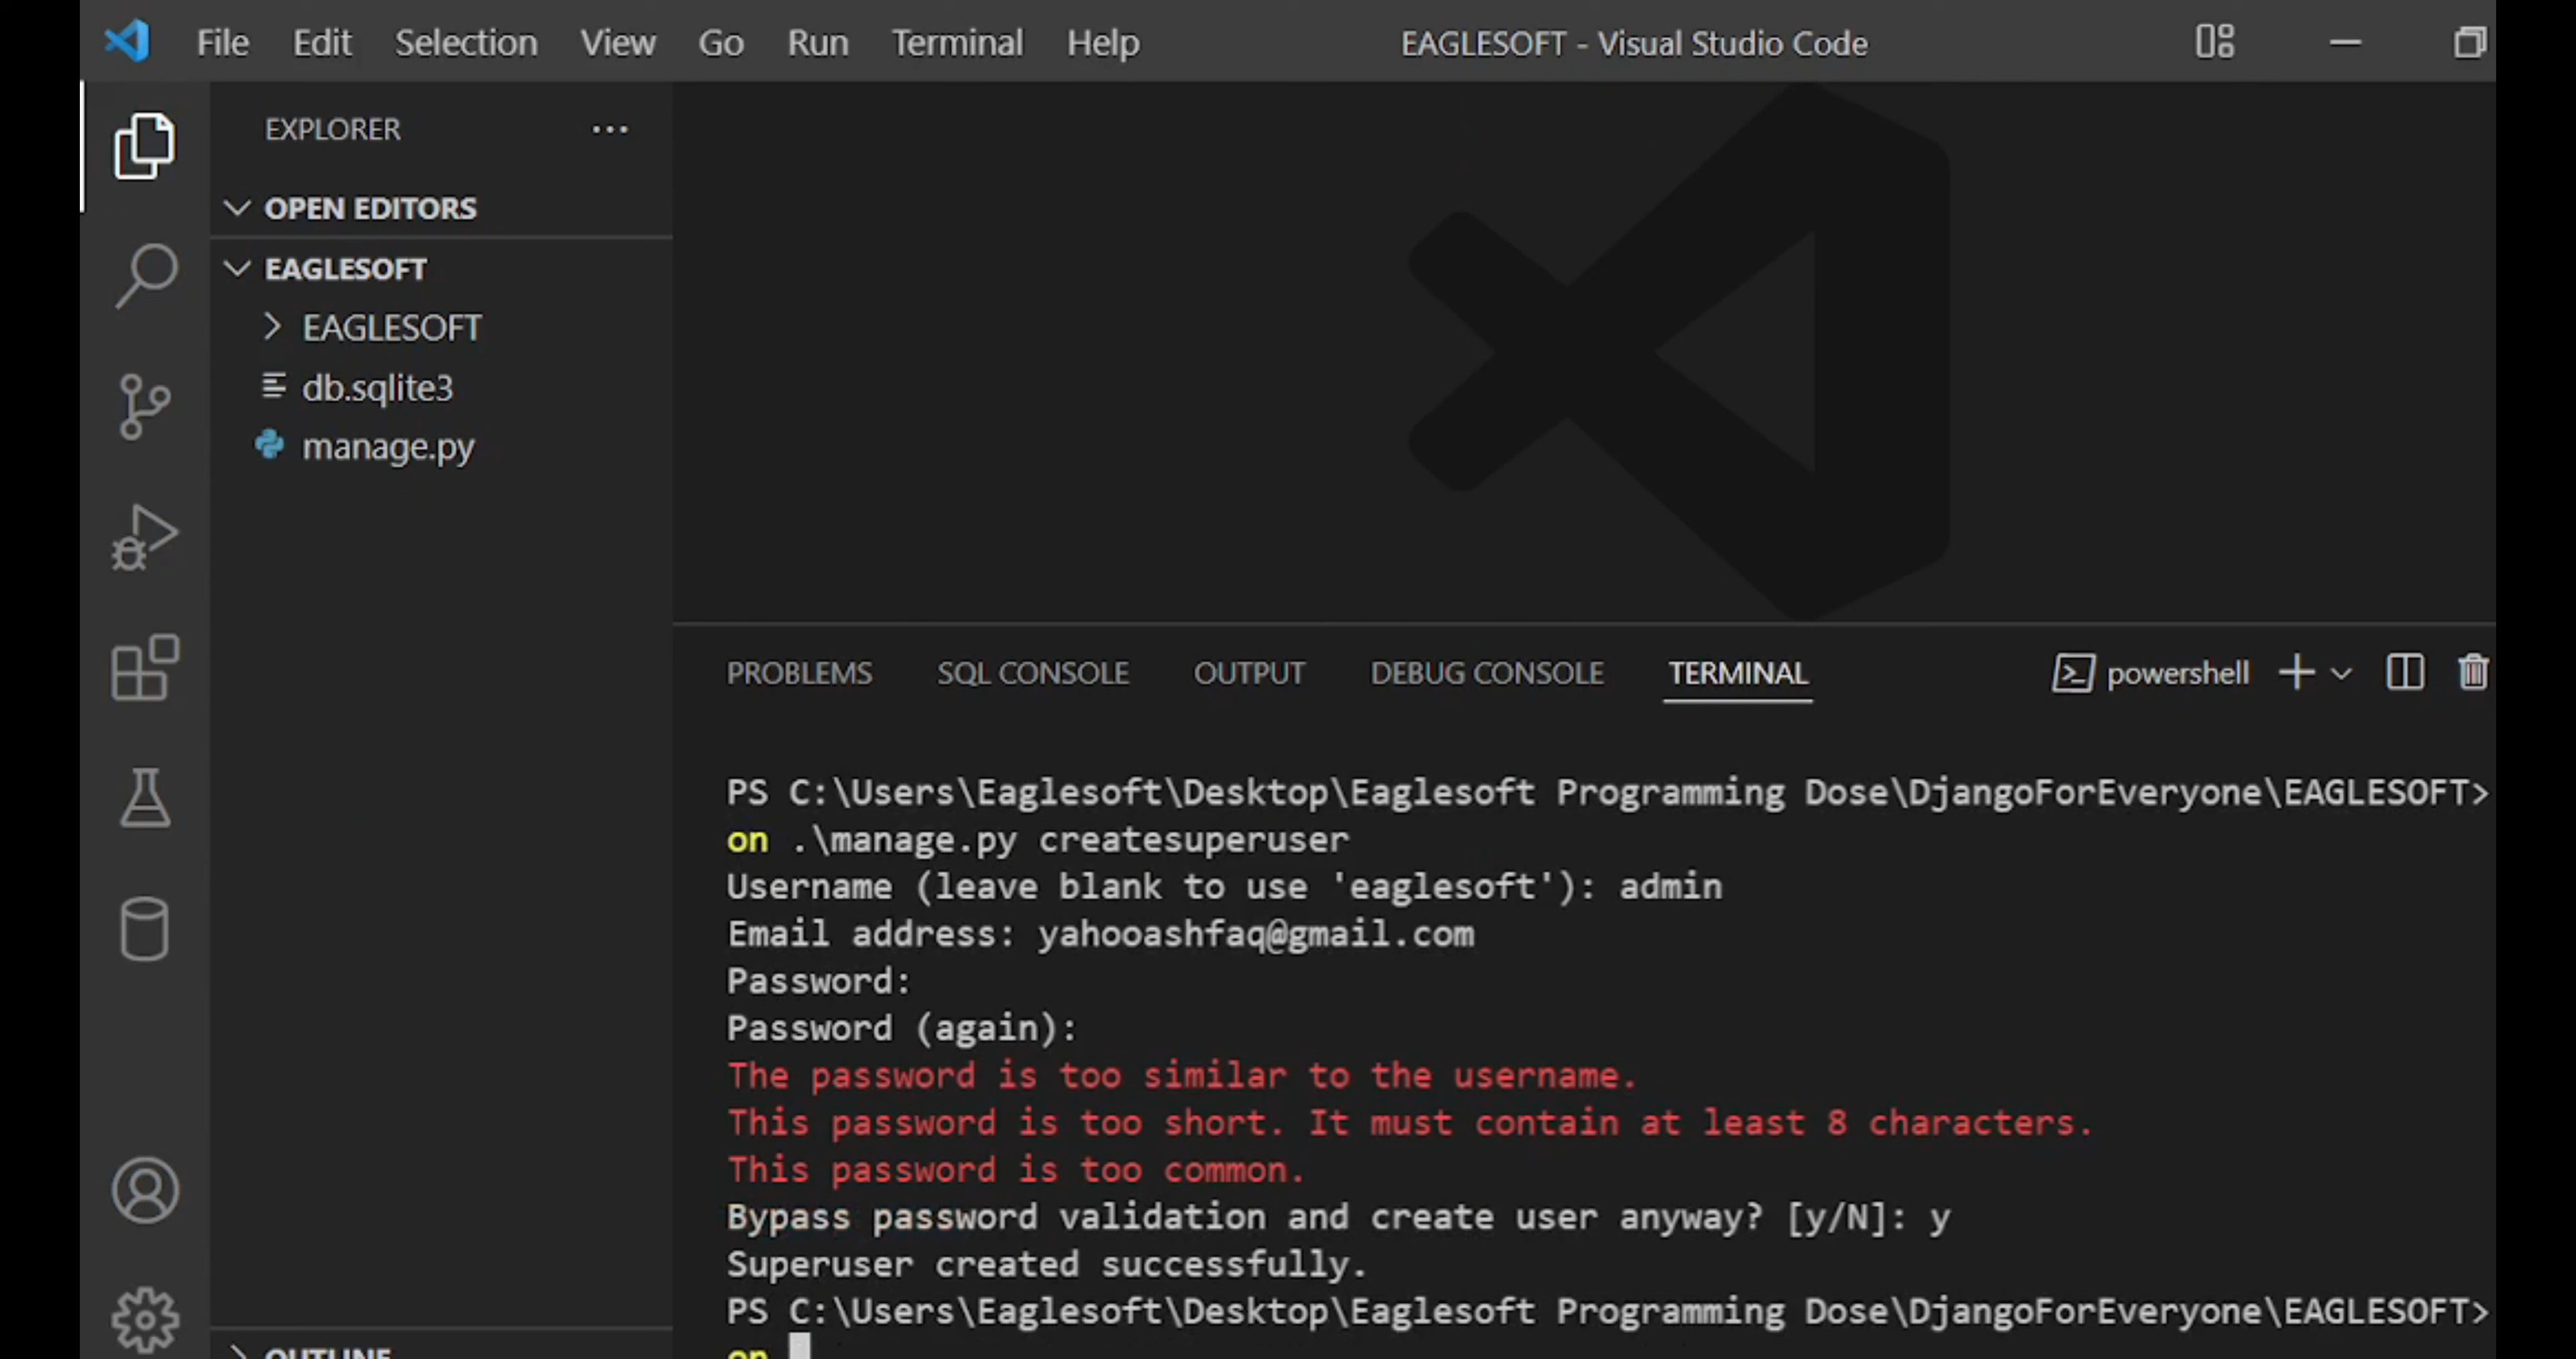 File Edit Selection View Go Run Terminal Help EAGLESOFT - Visual Studio Code
EXPLORER
OPEN EDITORS
EAGLESOFT
EAGLESOFT
db.sqlite3
manage.py
PROBLEMS SQL CONSOLE OUTPUT DEBUG CONSOLE TERMINAL powershell
PS C:\Users\Eaglesoft\Desktop\Eaglesoft Programming Dose\DjangoForEveryone\EAGLESOFT>
on .\manage.py createsuperuser
Username (leave blank to use 'eaglesoft'): admin
Email address: yahooashfaq@gmail.com
Password:
Password (again):
The password is too similar to the username.
This password is too short. It must contain at least 8 characters.
This password is too common.
Bypass password validation and create user anyway? [y/N]: y
Superuser created successfully.
PS C:\Users\Eaglesoft\Desktop\Eaglesoft Programming Dose\DjangoForEveryone\EAGLESOFT>
on
OUTLINE